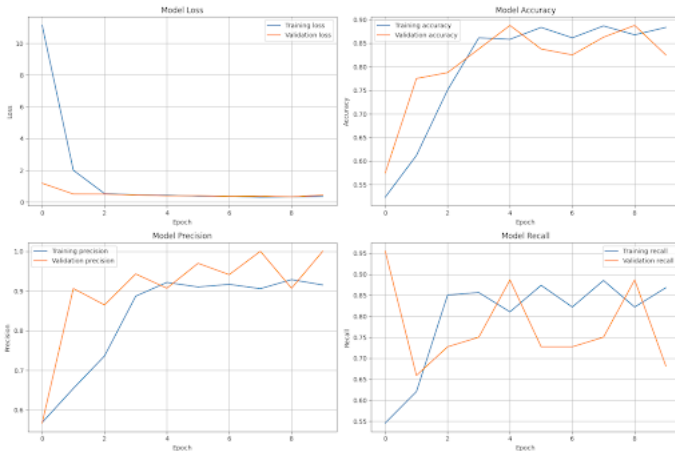 Model Loss
Training loss
Validation loss
10
8
6
4
2
0
Loss
0 2 4 6 8
Epoch
Model Accuracy
Training accuracy
Validation accuracy
0.90
0.85
0.80
0.75
0.70
0.65
0.60
0.55
Accuracy
0 2 4 6 8
Epoch
Model Precision
Training precision
Validation precision
1.0
0.9
0.8
0.7
0.6
Precision
0 2 4 6 8
Epoch
Model Recall
Training recall
Validation recall
0.95
0.90
0.85
0.80
0.75
0.70
0.65
0.60
0.55
Recall
0 2 4 6 8
Epoch